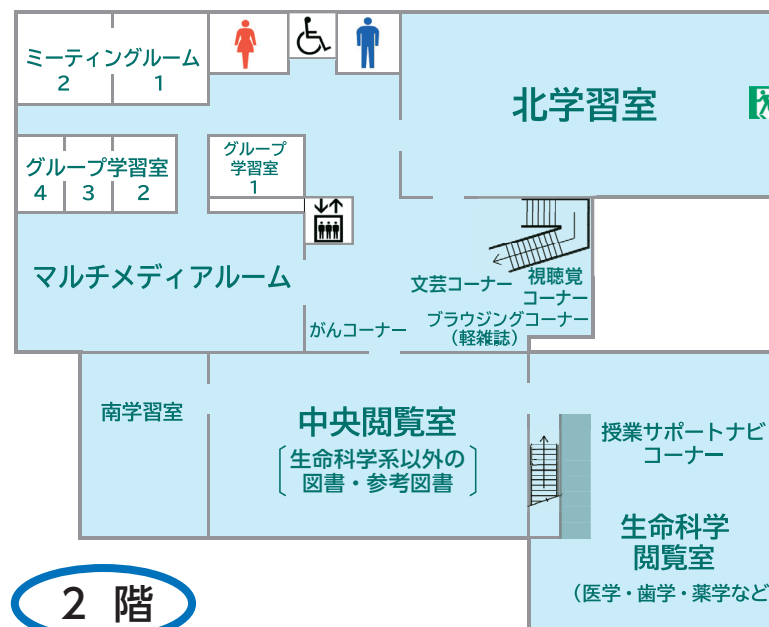 ミーティングルーム
2 1
北学習室
グループ学習室
4 3 2
グループ
学習室
1
マルチメディアルーム
文芸コーナー
視聴覚
コーナー
ブラウジングコーナー
（軽雑誌）
がんコーナー
南学習室
中央閲覧室
生命科学系以外の
図書・参考図書
授業サポートナビ
コーナー
生命科学
閲覧室
（医学・歯学・薬学など
2 階